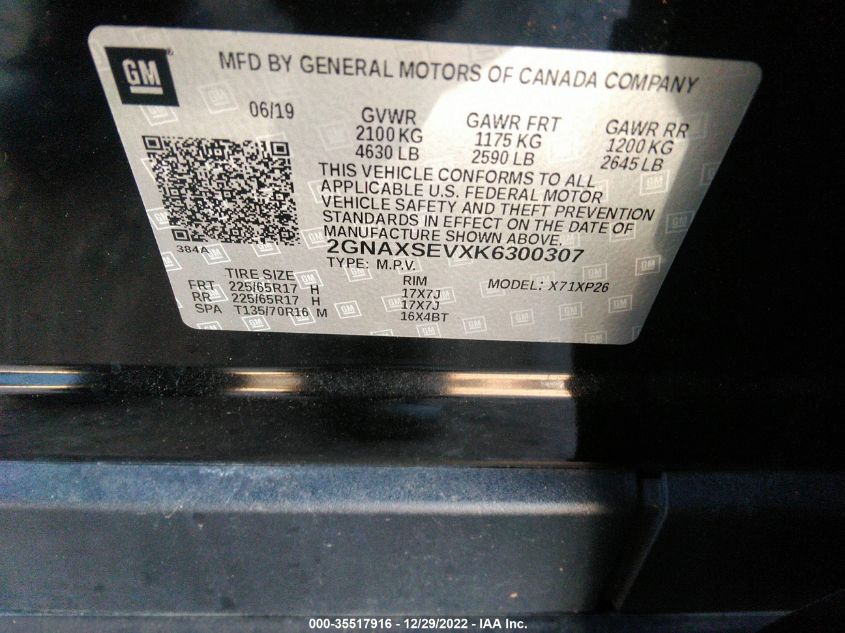 GM
MFD BY GENERAL MOTORS OF CANADA COMPANY
06/19 GVWR GAWR FRT GAWR RR
2100 KG 1175 KG 1200 KG
4630 LB 2590 LB 2645 LB
THIS VEHICLE CONFORMS TO ALL
APPLICABLE U.S. FEDERAL MOTOR
VEHICLE SAFETY AND THEFT PREVENTION
STANDARDS IN EFFECT ON THE DATE OF
MANUFACTURE SHOWN ABOVE.
384A
2GNAXSEVXK6300307
TYPE: M.P.V.
TIRE SIZE RIM MODEL: X71XP26
FRT 225/65R17 H 17X7J
RR 225/65R17 H 17X7J
SPA T135/70R16 M 16X4BT
000-35517916 - 12/29/2022 - IAA Inc.